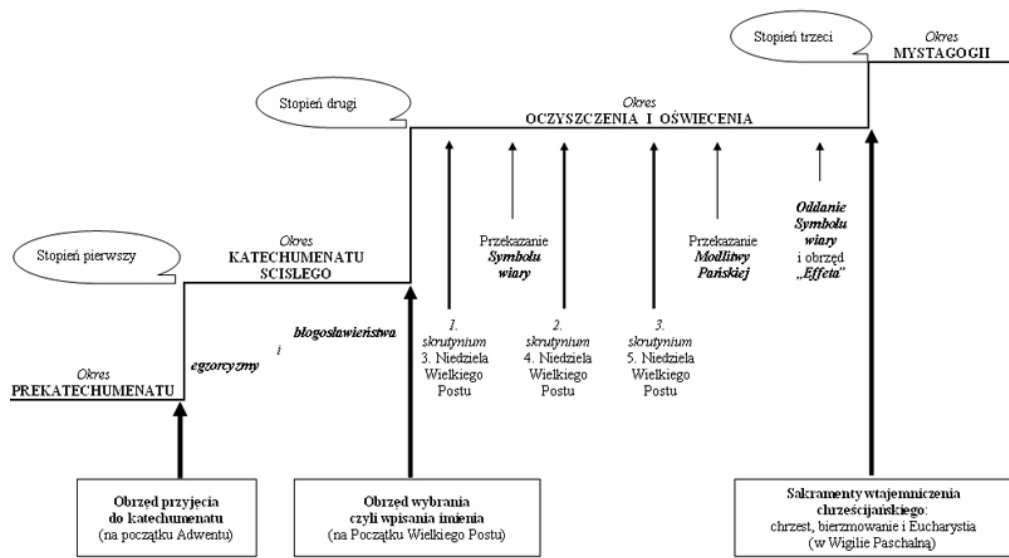 Stopień trzeci
Okres
MYSTAGOGII
Stopień drugi
Okres
OCZYSZCZENIA I OŚWIECENIA
Stopień pierwszy
Okres
KATECHUMENATU
SCISLEGO
Przekazanie
Symbolu
wiary
Przekazanie
Modlitwy
Pańskiej
Oddanie
Symbolu
wiary
i obrzęd
„Effeta”
egzorcyzmy
i
błogosławieństwa
1.
skrutynium
3. Niedziela
Wielkiego
Postu
2.
skrutynium
4. Niedziela
Wielkiego
Postu
3.
skrutynium
5. Niedziela
Wielkiego
Postu
Okres
PREKATECHUMENATU
Obrzęd przyjęcia
do katechumenatu
(na początku Adwentu)
Obrzęd wybrania
czyli wpisania imienia
(na Początku Wielkiego Postu)
Sakramenty wtajemniczenia
chrześcijańskiego:
chrzest, bierzmowanie i Eucharystia
(w Wigilie Paschalną)